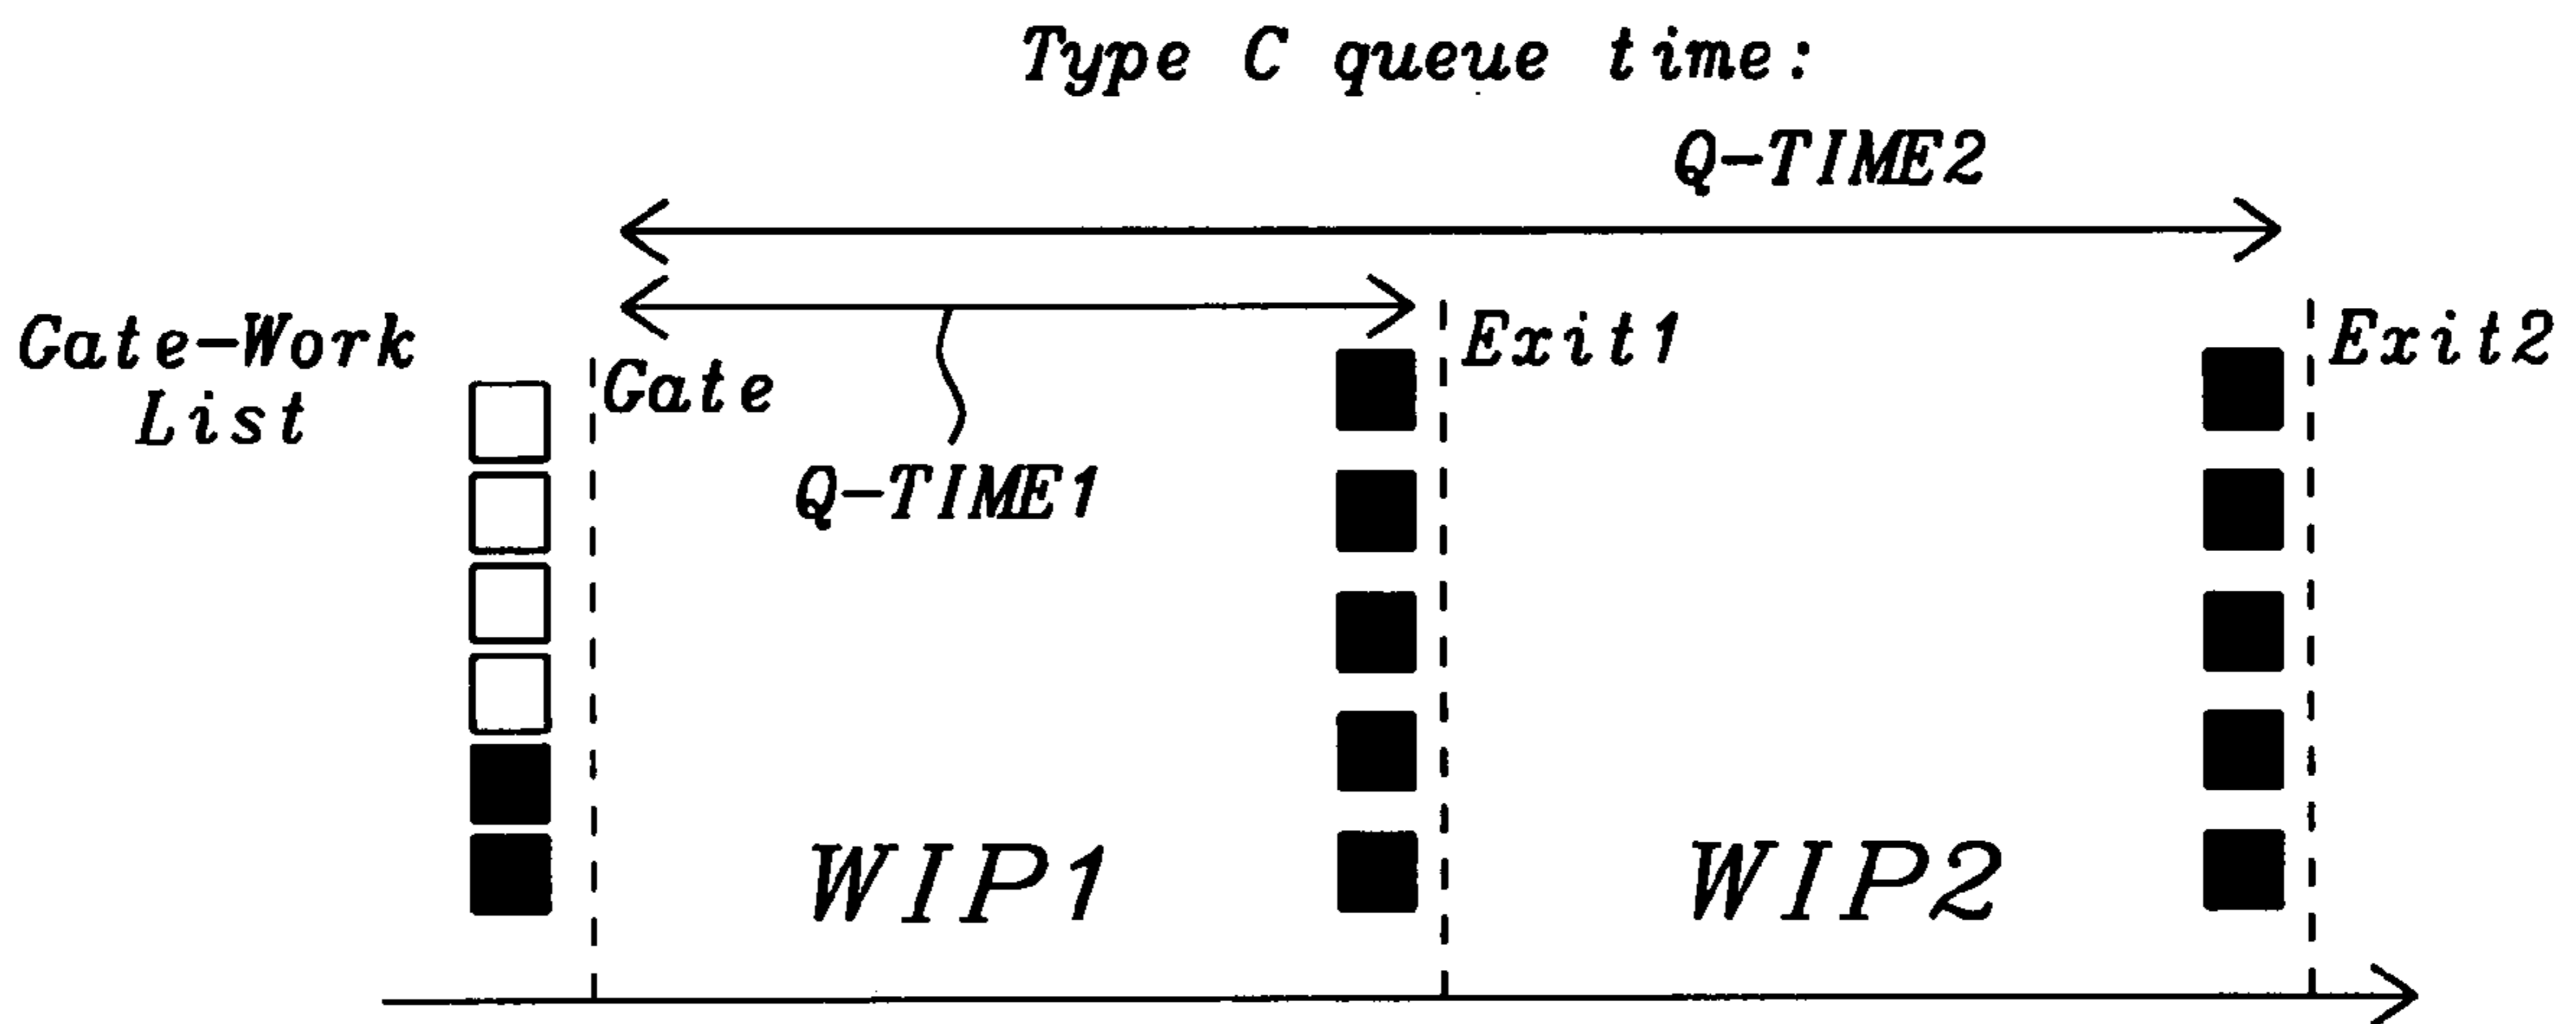 Type C queue time:
Q-TIME2
Gate-Work
List
Gate
Q-TIME1
Exit1
Exit2
WIP1
WIP2